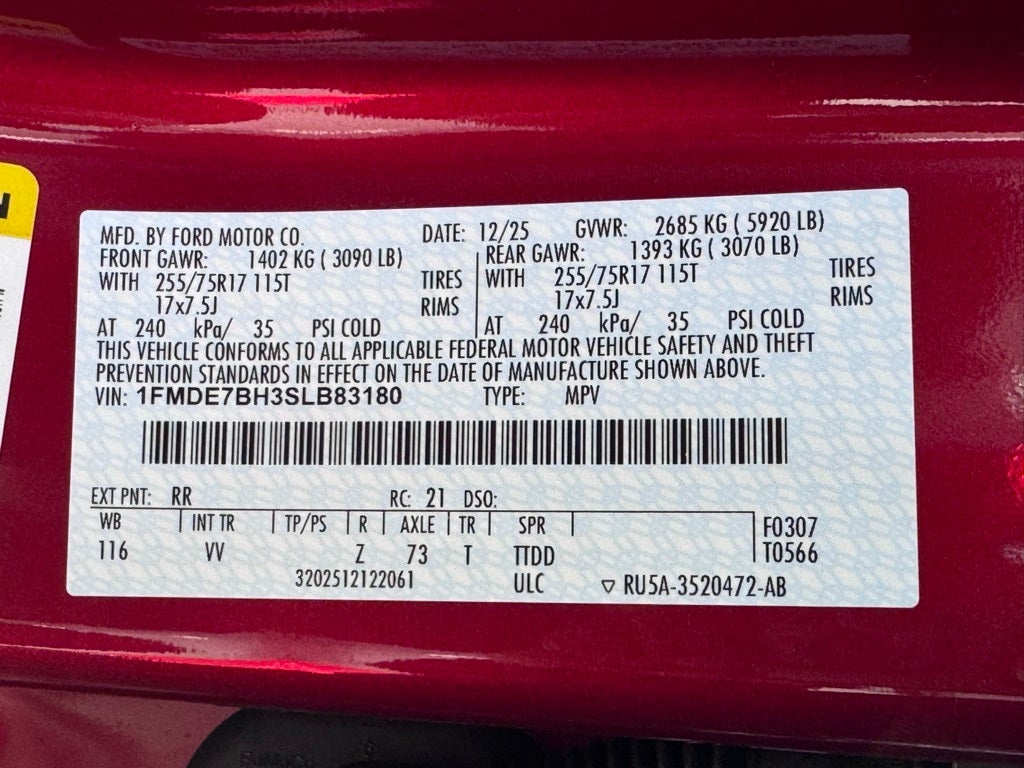 MFD. BY FORD MOTOR CO. DATE: 12/25 GVWR: 2685 KG ( 5920 LB)
FRONT GAWR: 1402 KG ( 3090 LB) REAR GAWR: 1393 KG ( 3070 LB)
WITH 255/75R17 115T TIRES WITH 255/75R17 115T TIRES
17x7.5J RIMS 17x7.5J RIMS
AT 240 kPa/ 35 PSI COLD AT 240 kPa/ 35 PSI COLD
THIS VEHICLE CONFORMS TO ALL APPLICABLE FEDERAL MOTOR VEHICLE SAFETY AND THEFT
PREVENTION STANDARDS IN EFFECT ON THE DATE OF MANUFACTURE SHOWN ABOVE.
VIN: 1FMDE7BH3SLB83180 TYPE: MPV
EXT PNT: RR RC: 21 DSO:
WB INT TR TP/PS R AXLE TR SPR F0307
116 VV Z 73 T TTDD T0566
3202512122061 ULC ▽ RU5A-3520472-AB